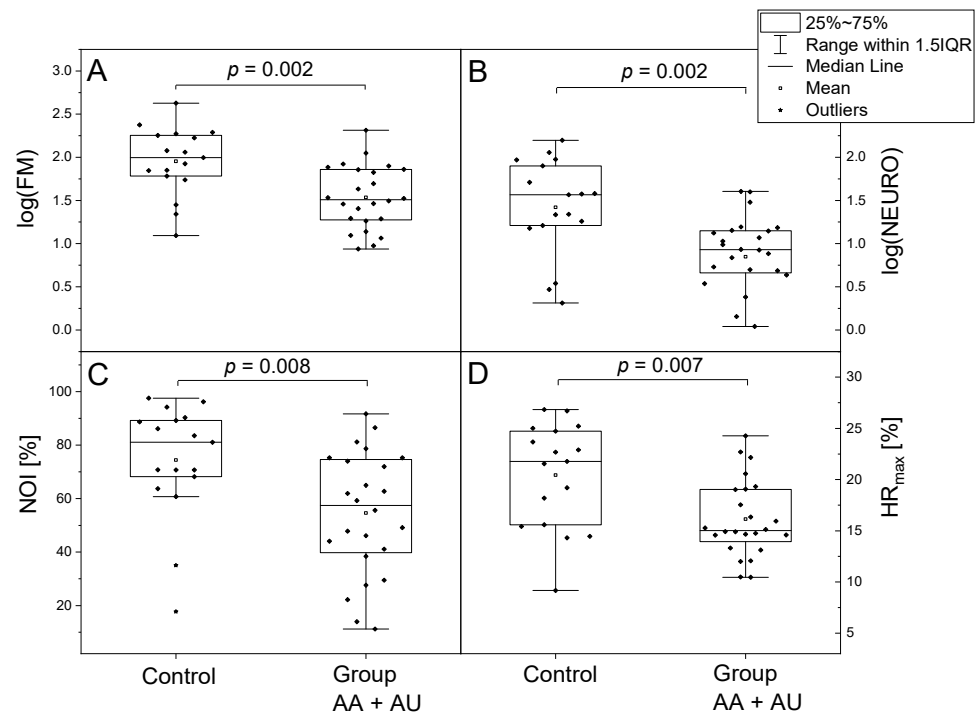 25%~75%
Range within 1.5IQR
Median Line
Mean
Outliers
A
p = 0.002
3.0
2.5
2.0
1.5
1.0
0.5
0.0
log(FM)
B
p = 0.002
2.0
1.5
1.0
0.5
0.0
log(NEURO)
C
p = 0.008
100
80
60
40
20
NOI [%]
D
p = 0.007
30
25
20
15
10
5
HRmax [%]
Control
Group
AA + AU
Control
Group
AA + AU